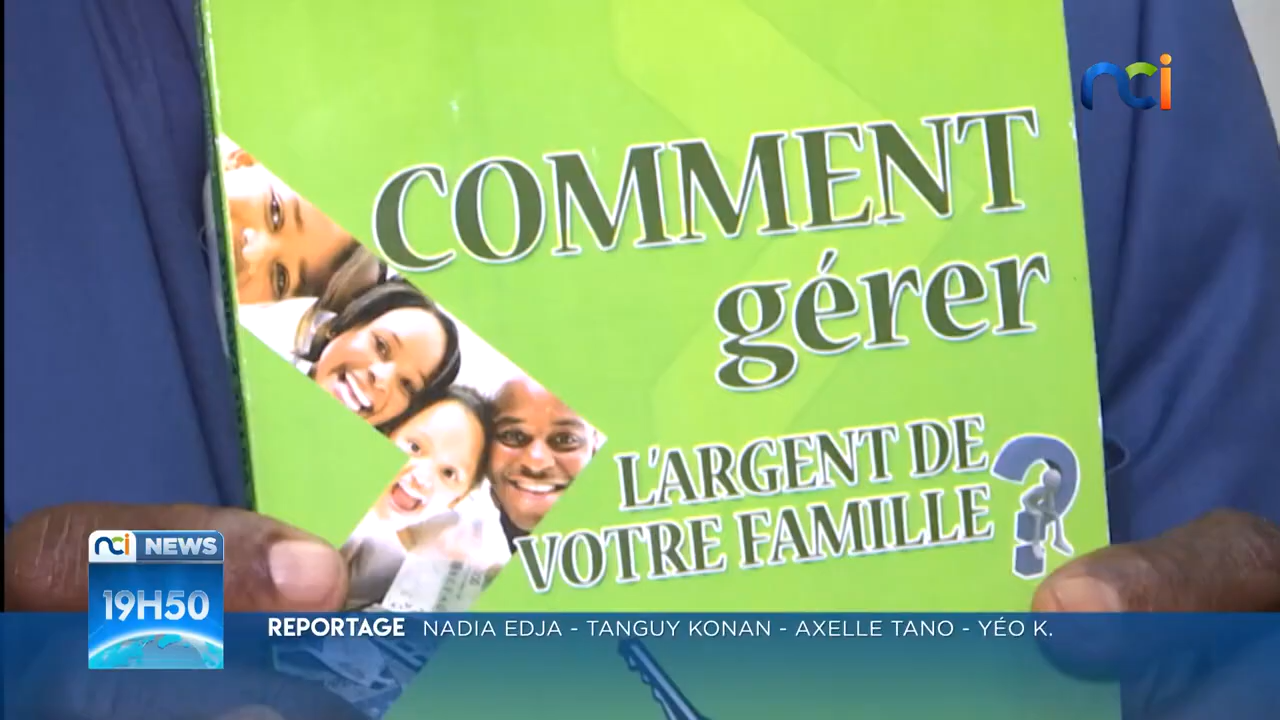 nci
COMMENT
gérer
L'ARGENT DE
VOTRE FAMILLE ?
nci NEWS
19H50
REPORTAGE NADIA EDJA - TANGUY KONAN - AXELLE TANO - YÉO K.